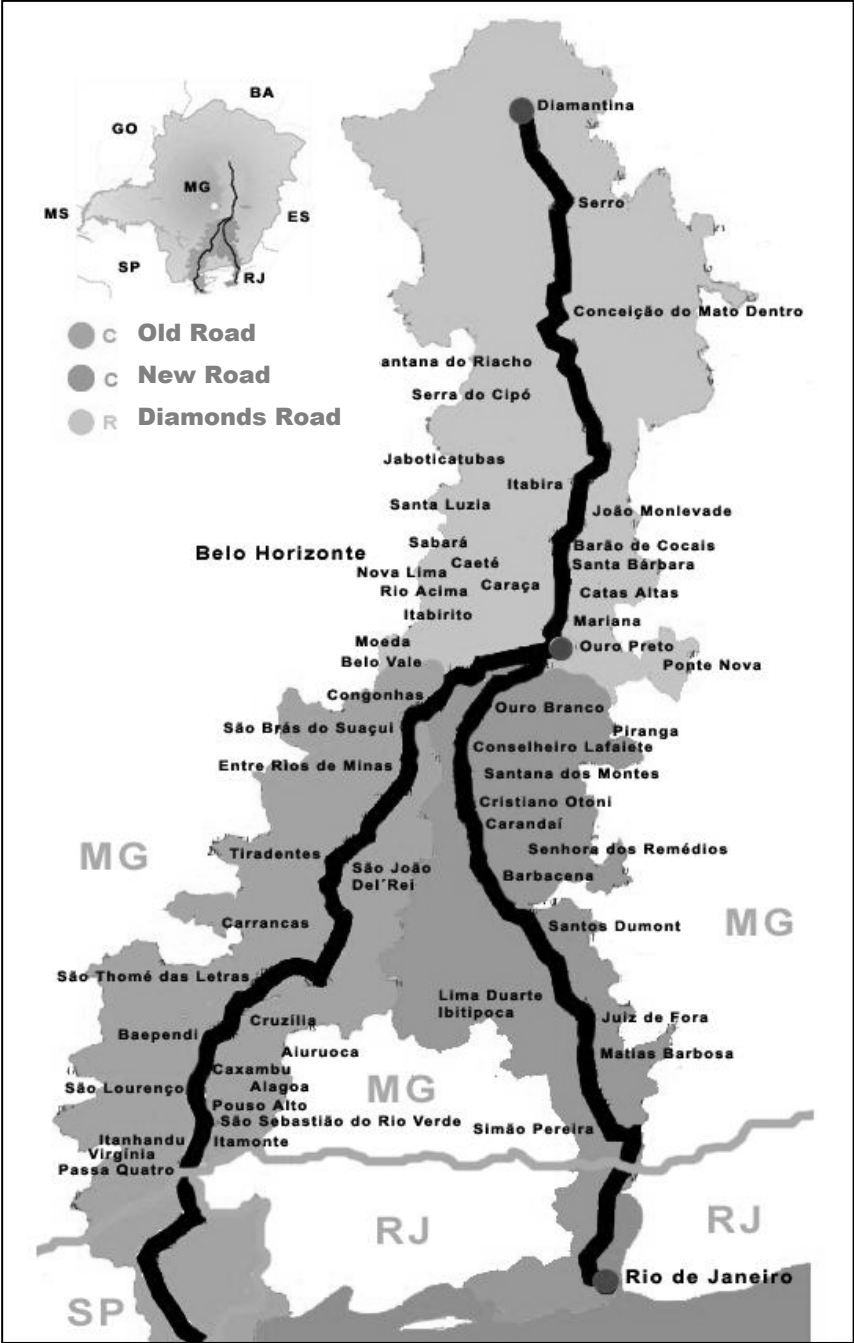 BA
GO
MG
MS
ES
SP
RJ
C Old Road
C New Road
R Diamonds Road
Diamantina
Serro
Conceição do Mato Dentro
antana do Riacho
Serra do Cipó
Jaboticatubas
Itabira
Santa Luzia
João Monlevade
Sabará
Barão de Cocais
Belo Horizonte
Caeté
Santa Bárbara
Nova Lima
Caraça
Rio Acima
Catas Altas
Itabirito
Mariana
Moeda
Ouro Preto
Belo Vale
Ponte Nova
Congonhas
Ouro Branco
São Brás do Suaçui
Piranga
Conselheiro Lafaiete
Entre Rios de Minas
Santana dos Montes
Cristiano Otoni
Carandaí
MG
Tiradentes
Senhora dos Remédios
São João
Del´Rei
Barbacena
Carrancas
Santos Dumont
MG
São Thomé das Letras
Lima Duarte
Ibitipoca
Cruzília
Juiz de Fora
Baependi
Aiuruoca
Matias Barbosa
Caxambu
São Lourenço
Alagoa
MG
Pouso Alto
São Sebastião do Rio Verde
Simão Pereira
Itanhandu
Itamonte
Virgínia
Passa Quatro
RJ
RJ
Rio de Janeiro
SP